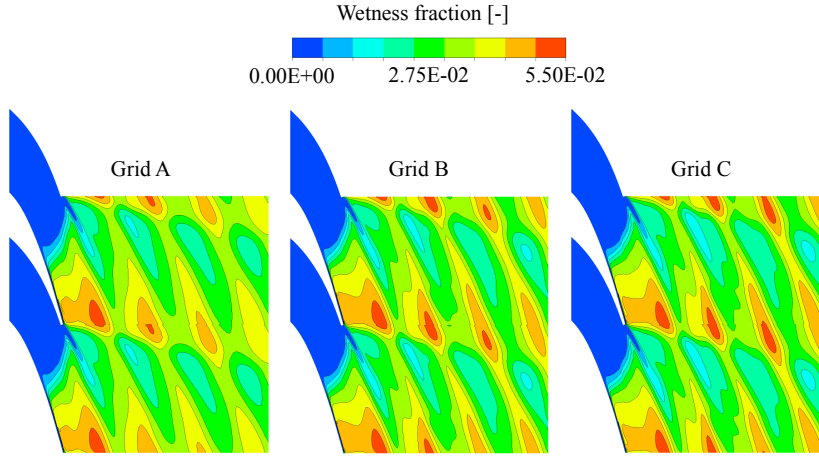 Wetness fraction [-]
0.00E+00 2.75E-02 5.50E-02
Grid A Grid B Grid C